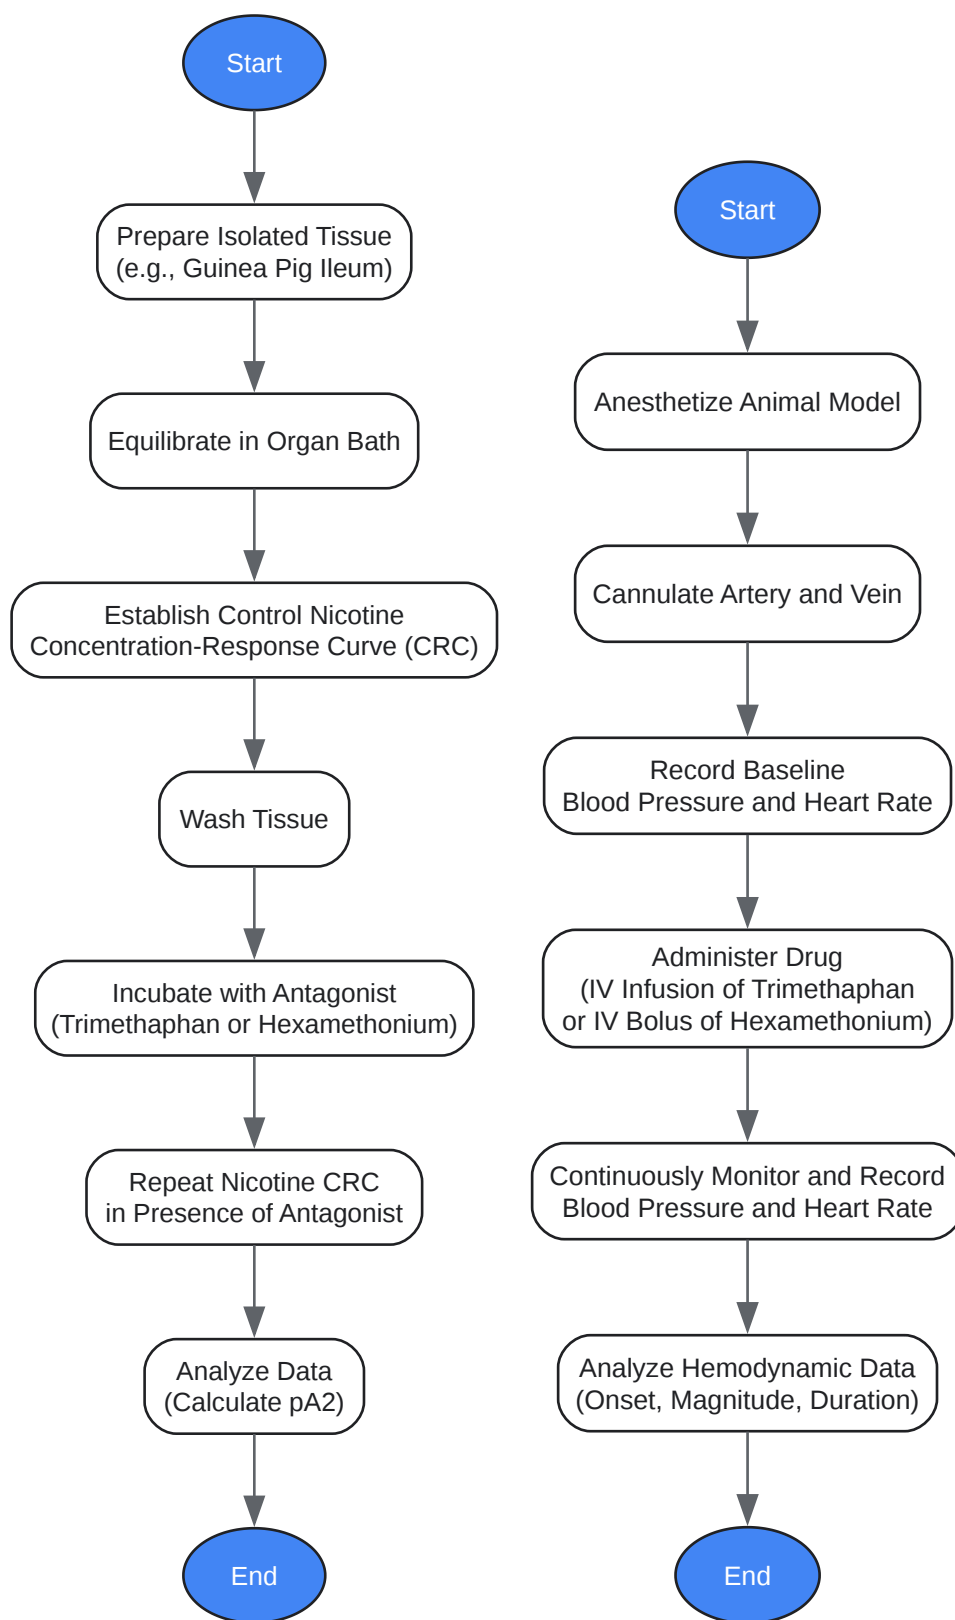 Start
Prepare Isolated Tissue
(e.g., Guinea Pig Ileum)
Equilibrate in Organ Bath
Establish Control Nicotine
Concentration-Response Curve (CRC)
Wash Tissue
Incubate with Antagonist
(Trimethaphan or Hexamethonium)
Repeat Nicotine CRC
in Presence of Antagonist
Analyze Data
(Calculate pA2)
End
Start
Anesthetize Animal Model
Cannulate Artery and Vein
Record Baseline
Blood Pressure and Heart Rate
Administer Drug
(IV Infusion of Trimethaphan
or IV Bolus of Hexamethonium)
Continuously Monitor and Record
Blood Pressure and Heart Rate
Analyze Hemodynamic Data
(Onset, Magnitude, Duration)
End